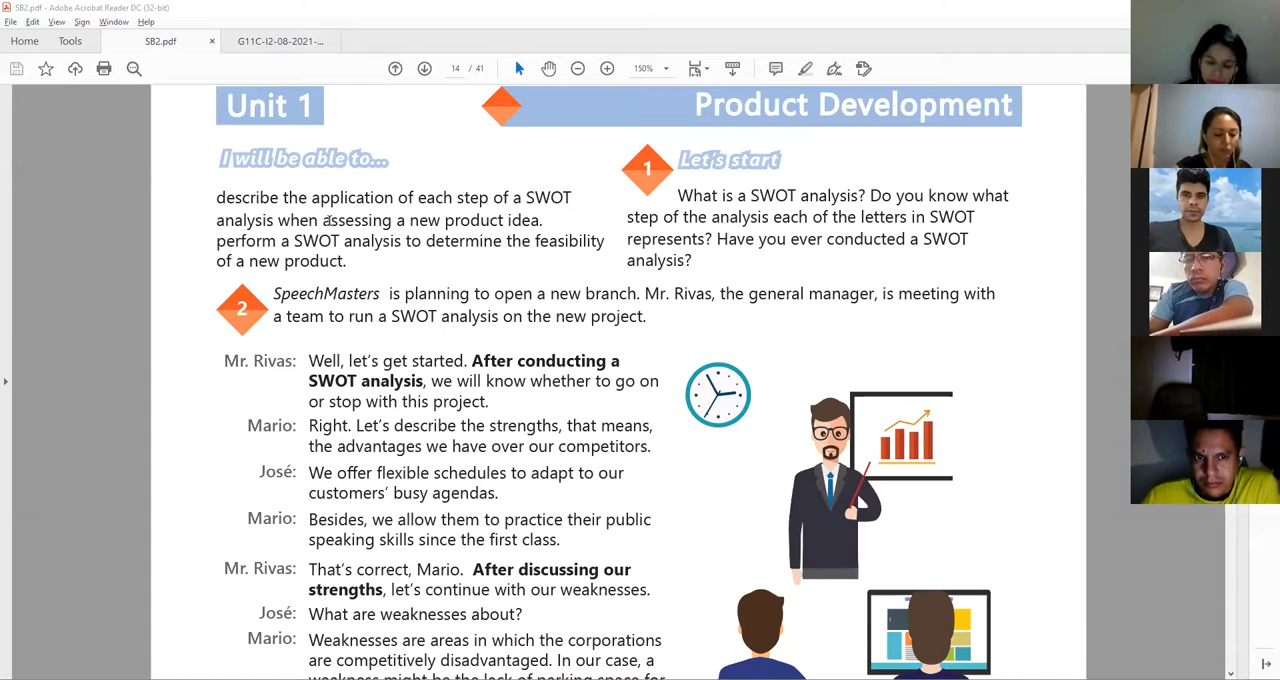 SB2.pdf - Adobe Acrobat Reader DC (32-bit)
File Edit View Sign Window Help
Home Tools SB2.pdf × G11C-I2-08-2021-...
14 / 41 150%
Unit 1 Product Development
I will be able to...
describe the application of each step of a SWOT
analysis when assessing a new product idea.
perform a SWOT analysis to determine the feasibility
of a new product.
1 Let's start
What is a SWOT analysis? Do you know what
step of the analysis each of the letters in SWOT
represents? Have you ever conducted a SWOT
analysis?
2 SpeechMasters is planning to open a new branch. Mr. Rivas, the general manager, is meeting with
a team to run a SWOT analysis on the new project.
Mr. Rivas: Well, let's get started. After conducting a
SWOT analysis, we will know whether to go on
or stop with this project.
Mario: Right. Let's describe the strengths, that means,
the advantages we have over our competitors.
José: We offer flexible schedules to adapt to our
customers' busy agendas.
Mario: Besides, we allow them to practice their public
speaking skills since the first class.
Mr. Rivas: That's correct, Mario. After discussing our
strengths, let's continue with our weaknesses.
José: What are weaknesses about?
Mario: Weaknesses are areas in which the corporations
are competitively disadvantaged. In our case, a
weakness might be the lack of parking space for